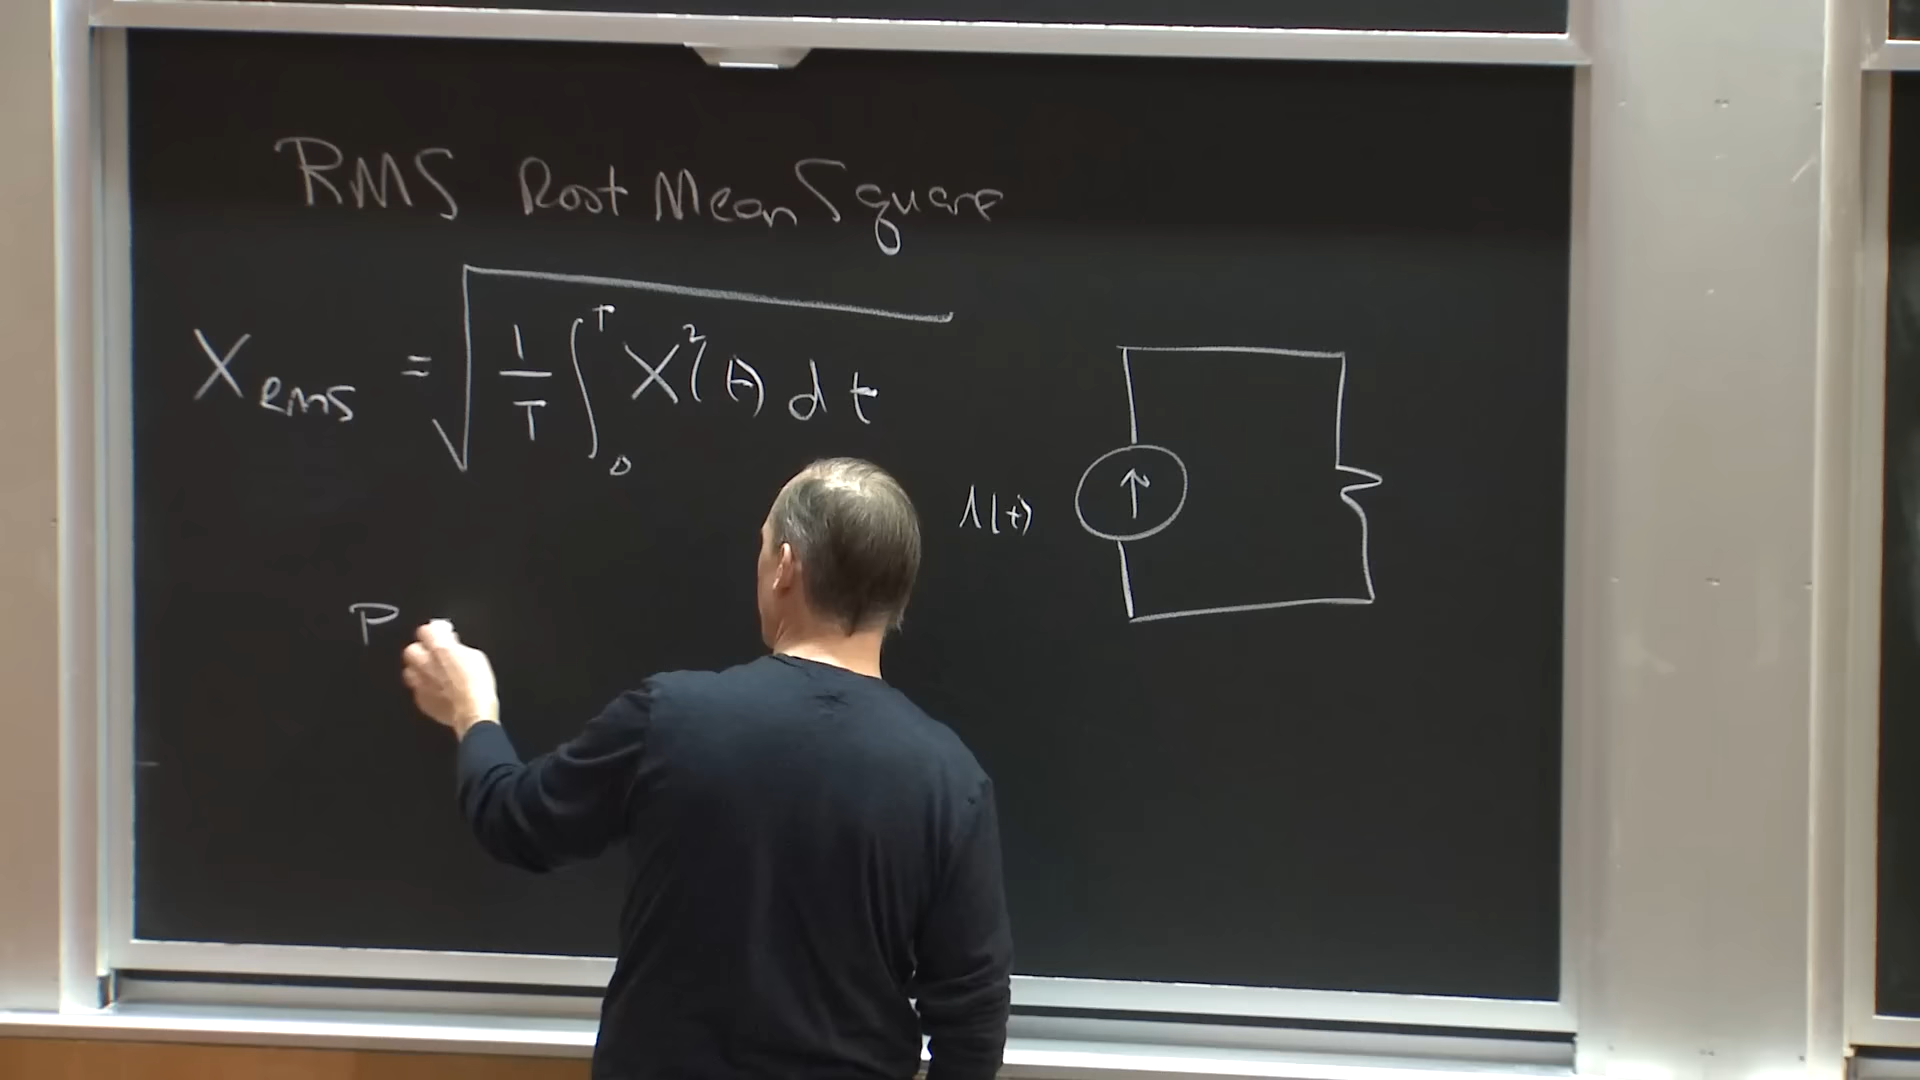 RMS Root Mean Square
X RMS = √ 1/T ∫₀ᵀ X²(t) dt
i(t)
P